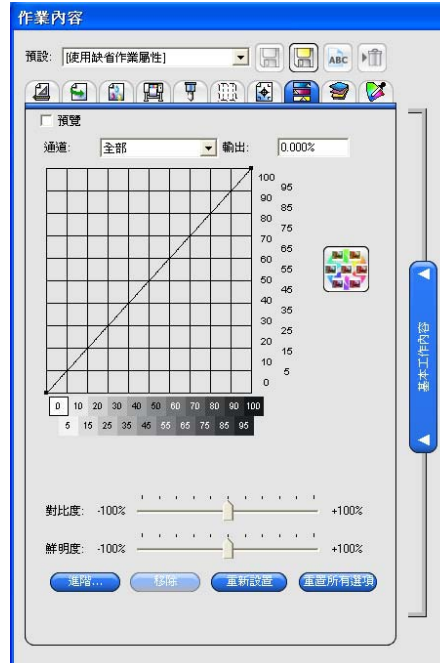 作業內容
預設: [使用缺省作業屬性]
ABC
預覽
通道: 全部 輸出: 0.000%
100
95
90
85
80
75
70
65
60
55
50
45
40
35
30
25
20
15
10
5
0
0 10 20 30 40 50 60 70 80 90 100
5 15 25 35 45 55 65 75 85 95
基本工作內容
對比度: -100% +100%
鮮明度: -100% +100%
進階... 移除 重新設置 重置所有選項